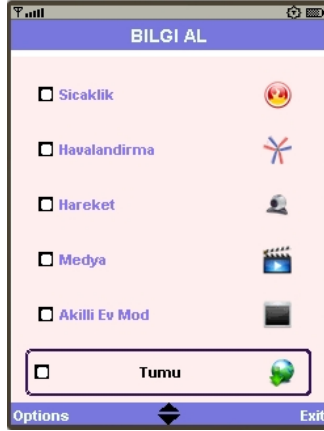 BILGI AL
Sicaklik
Havalandirma
Hareket
Medya
Akilli Ev Mod
Tumu
Options Exit